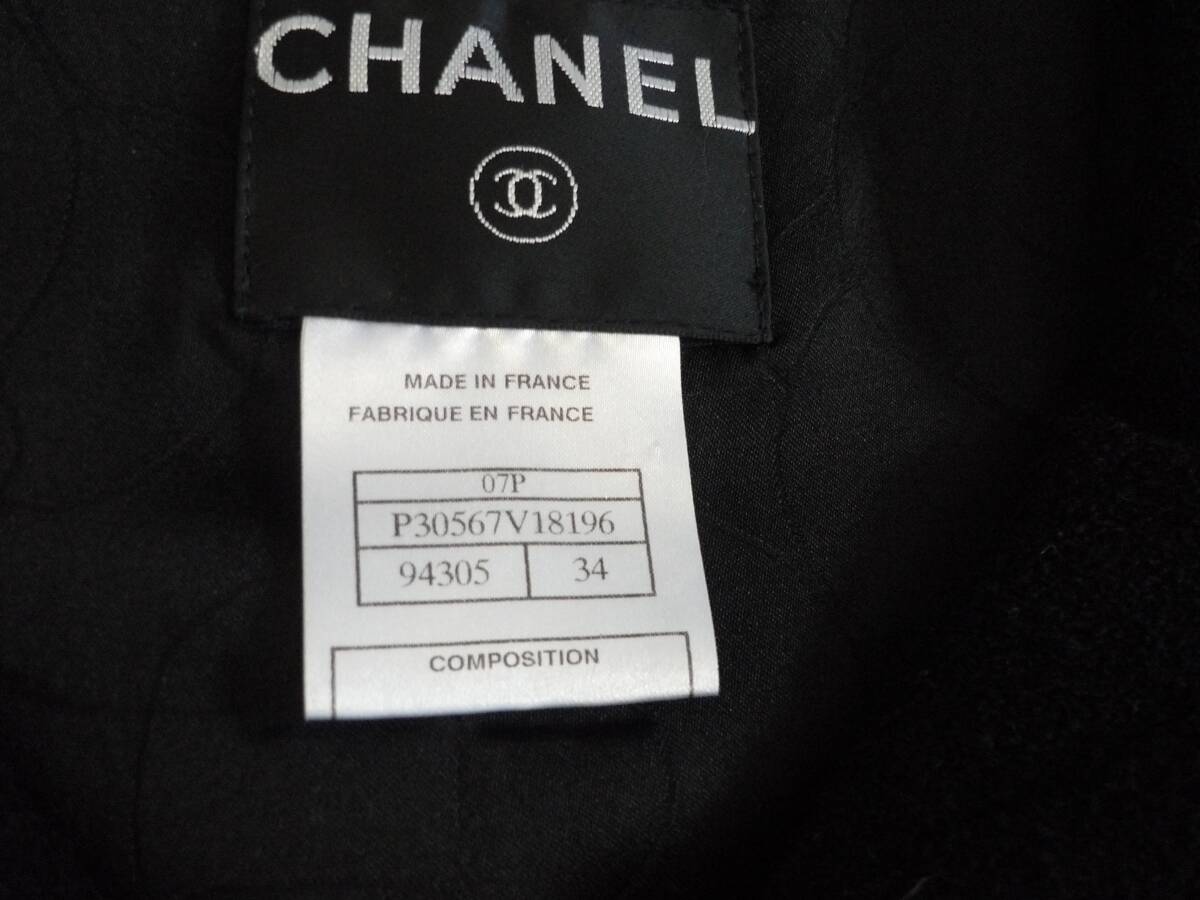 CHANEL
MADE IN FRANCE
FABRIQUE EN FRANCE
07P
P30567V18196
94305 34
COMPOSITION